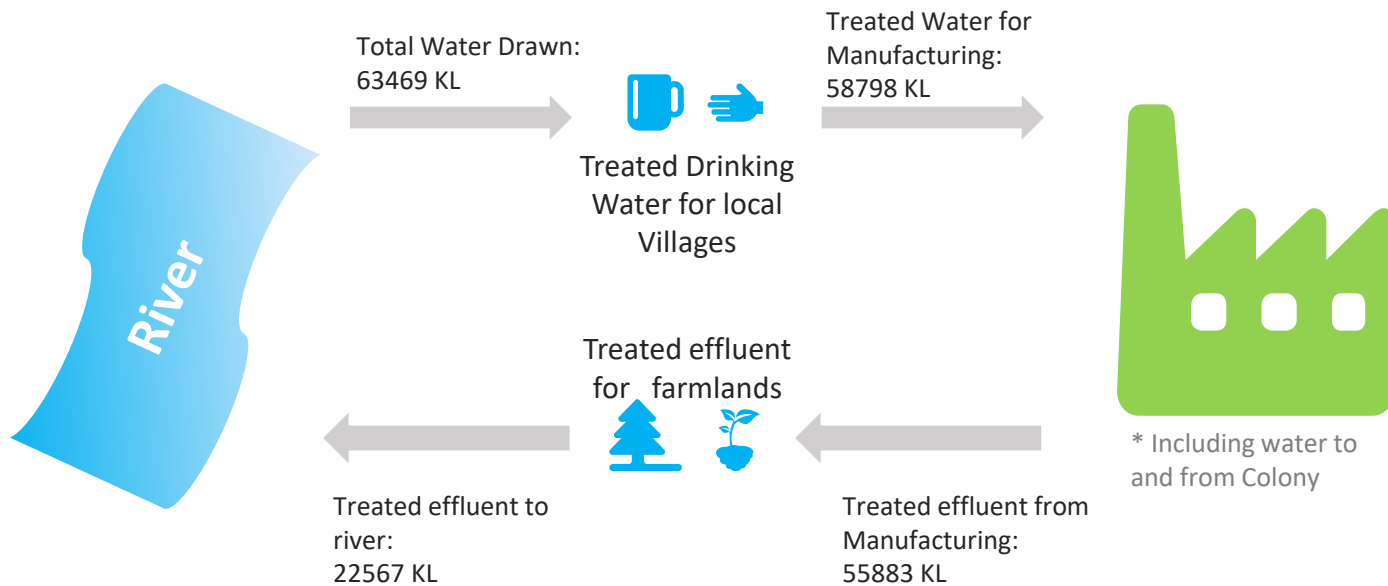 Total Water Drawn:
63469 KL
Treated Water for
Manufacturing:
58798 KL
Treated Drinking
Water for local
Villages
River
Treated effluent
for farmlands
Treated effluent to
river:
22567 KL
Treated effluent from
Manufacturing:
55883 KL
* Including water to
and from Colony